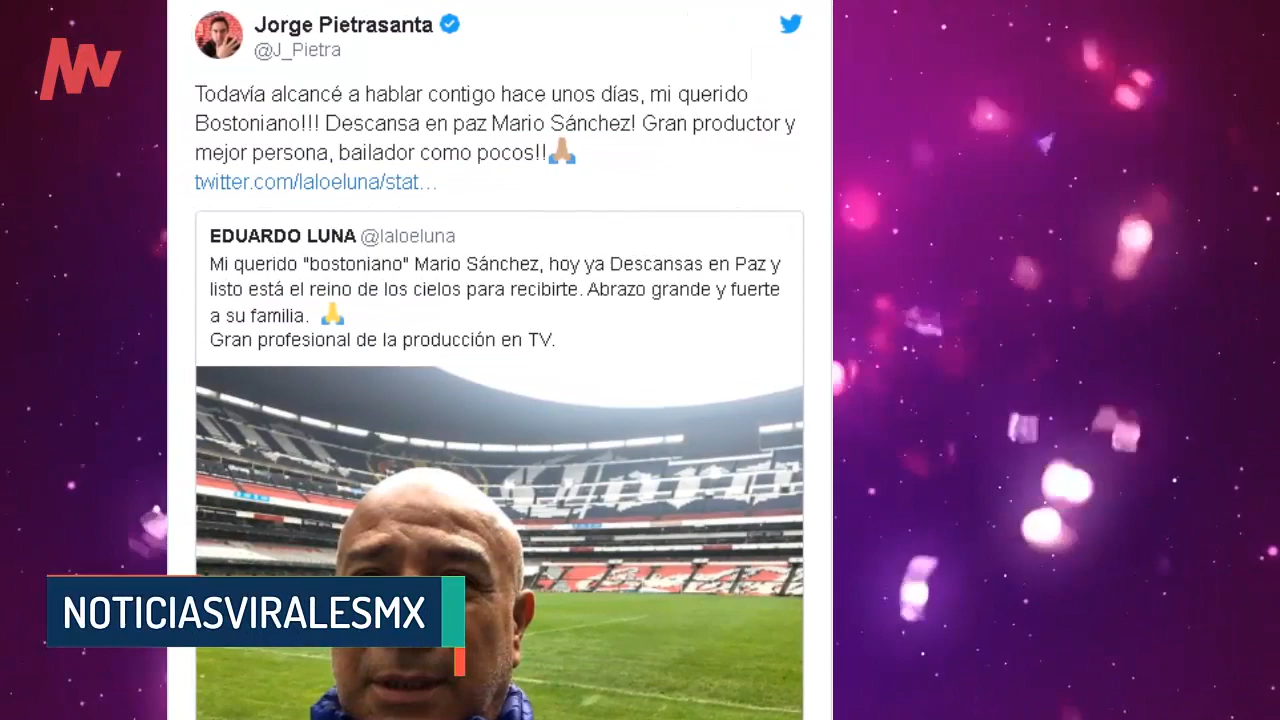 Jorge Pietrasanta
@J_Pietra
Todavía alcancé a hablar contigo hace unos días, mi querido
Bostoniano!!! Descansa en paz Mario Sánchez! Gran productor y
mejor persona, bailador como pocos!!🙏🏽
twitter.com/laloeluna/stat…
EDUARDO LUNA @laloeluna
Mi querido "bostoniano" Mario Sánchez, hoy ya Descansas en Paz y
listo está el reino de los cielos para recibirte. Abrazo grande y fuerte
a su familia. 🙏
Gran profesional de la producción en TV.
NOTICIASVIRALESMX